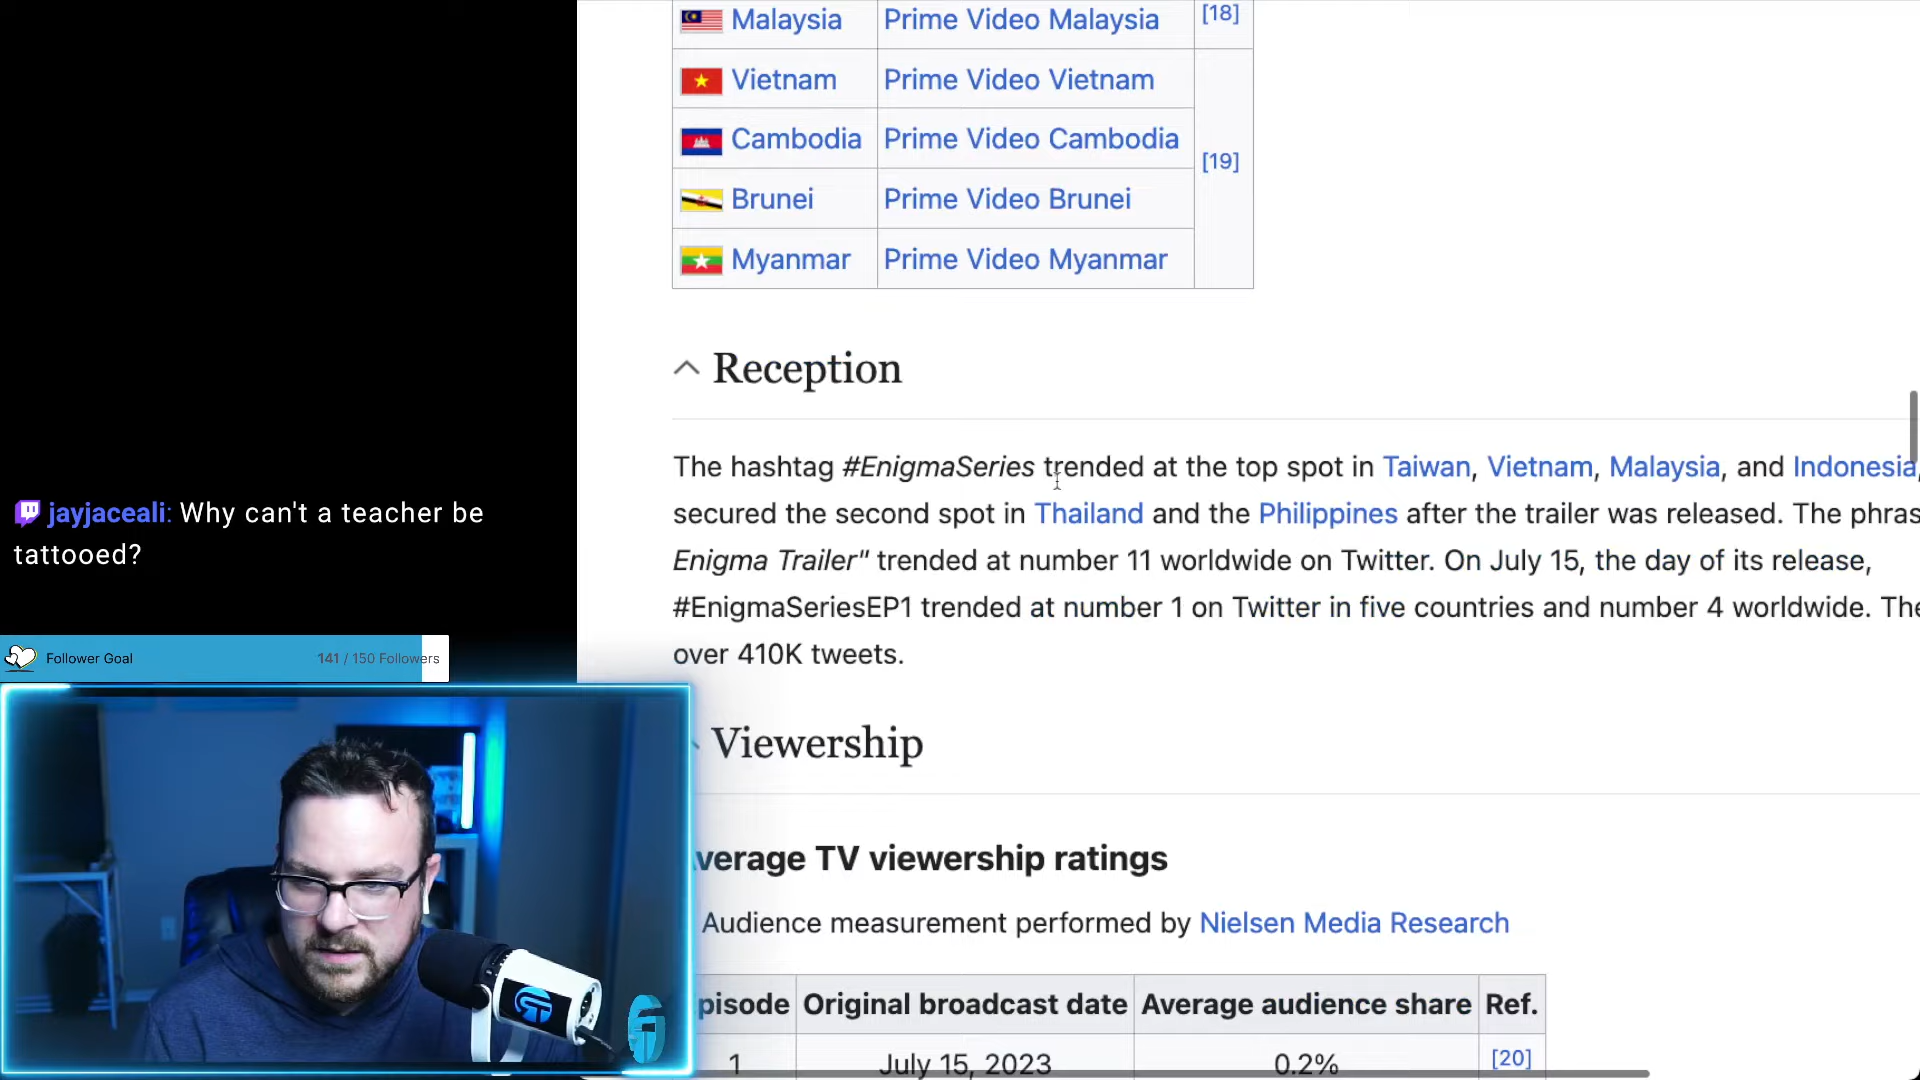 Malaysia Prime Video Malaysia [18]
Vietnam Prime Video Vietnam
Cambodia Prime Video Cambodia
[19]
Brunei Prime Video Brunei
Myanmar Prime Video Myanmar
Reception
The hashtag #EnigmaSeries trended at the top spot in Taiwan, Vietnam, Malaysia, and Indonesia,
secured the second spot in Thailand and the Philippines after the trailer was released. The phras
Enigma Trailer" trended at number 11 worldwide on Twitter. On July 15, the day of its release,
#EnigmaSeriesEP1 trended at number 1 on Twitter in five countries and number 4 worldwide. The
over 410K tweets.
Viewership
verage TV viewership ratings
Audience measurement performed by Nielsen Media Research
pisode Original broadcast date Average audience share Ref.
1 July 15, 2023 0.2% [20]
jayjaceali: Why can't a teacher be
tattooed?
Follower Goal 141 / 150 Followers